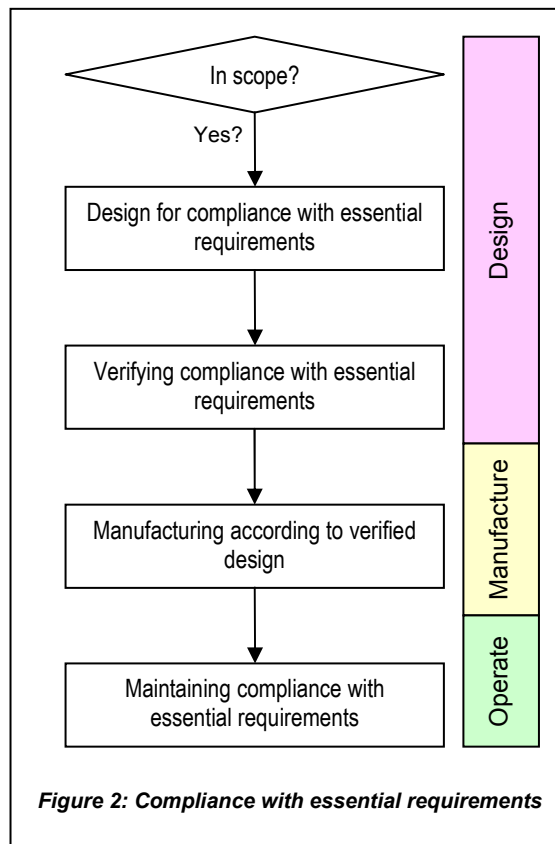 In scope?
Yes?
Design for compliance with essential
requirements
Verifying compliance with essential
requirements
Manufacturing according to verified
design
Maintaining compliance with
essential requirements
Design
Manufacture
Operate
Figure 2: Compliance with essential requirements